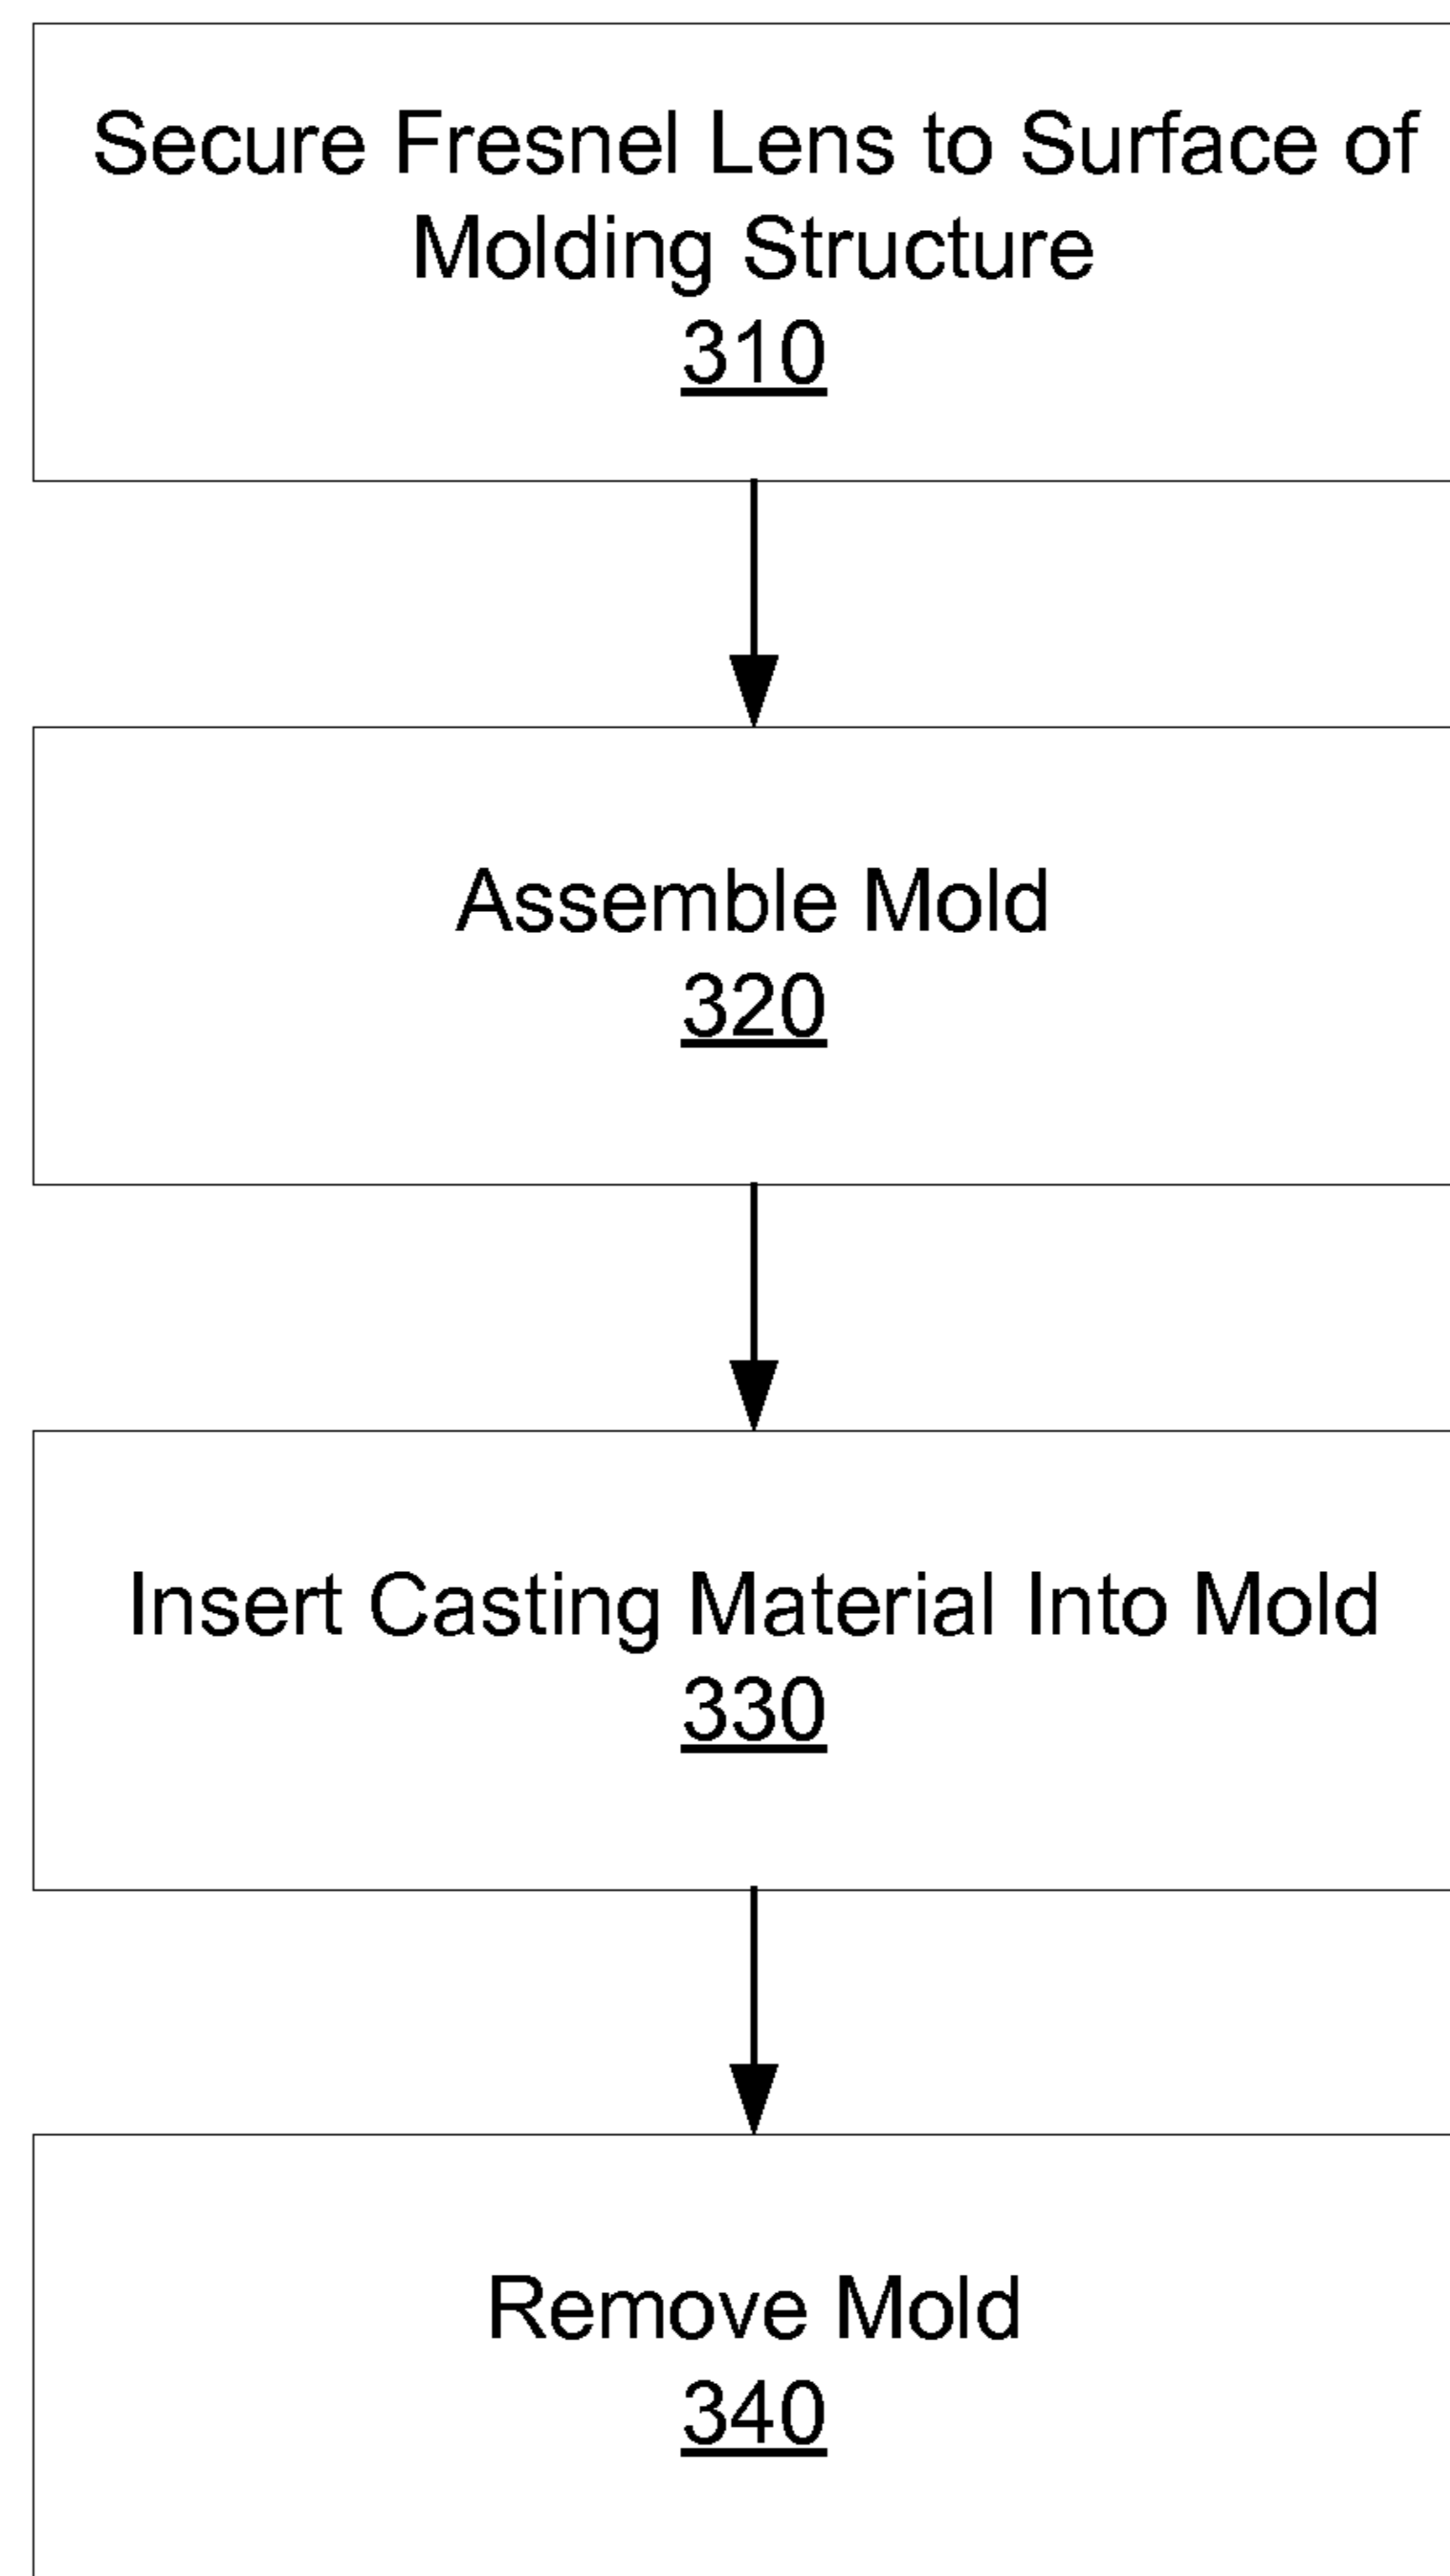 Secure Fresnel Lens to Surface of
Molding Structure
310
Assemble Mold
320
Insert Casting Material Into Mold
330
Remove Mold
340